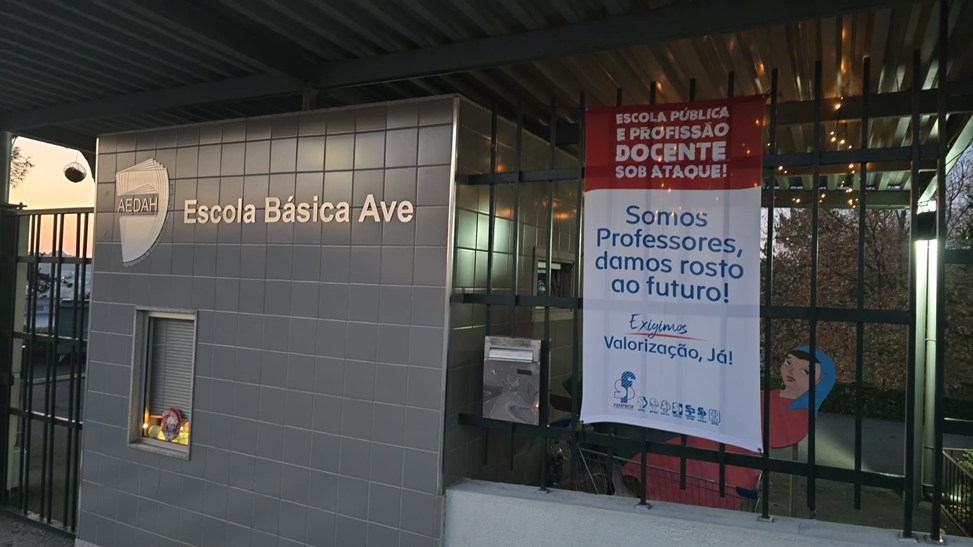 AEDAH
Escola Básica Ave
ESCOLA PÚBLICA
E PROFISSÃO
DOCENTE
SOB ATAQUE!
Somos
Professores,
damos rosto
ao futuro!
Exigimos
Valorização, Já!
FENPROF